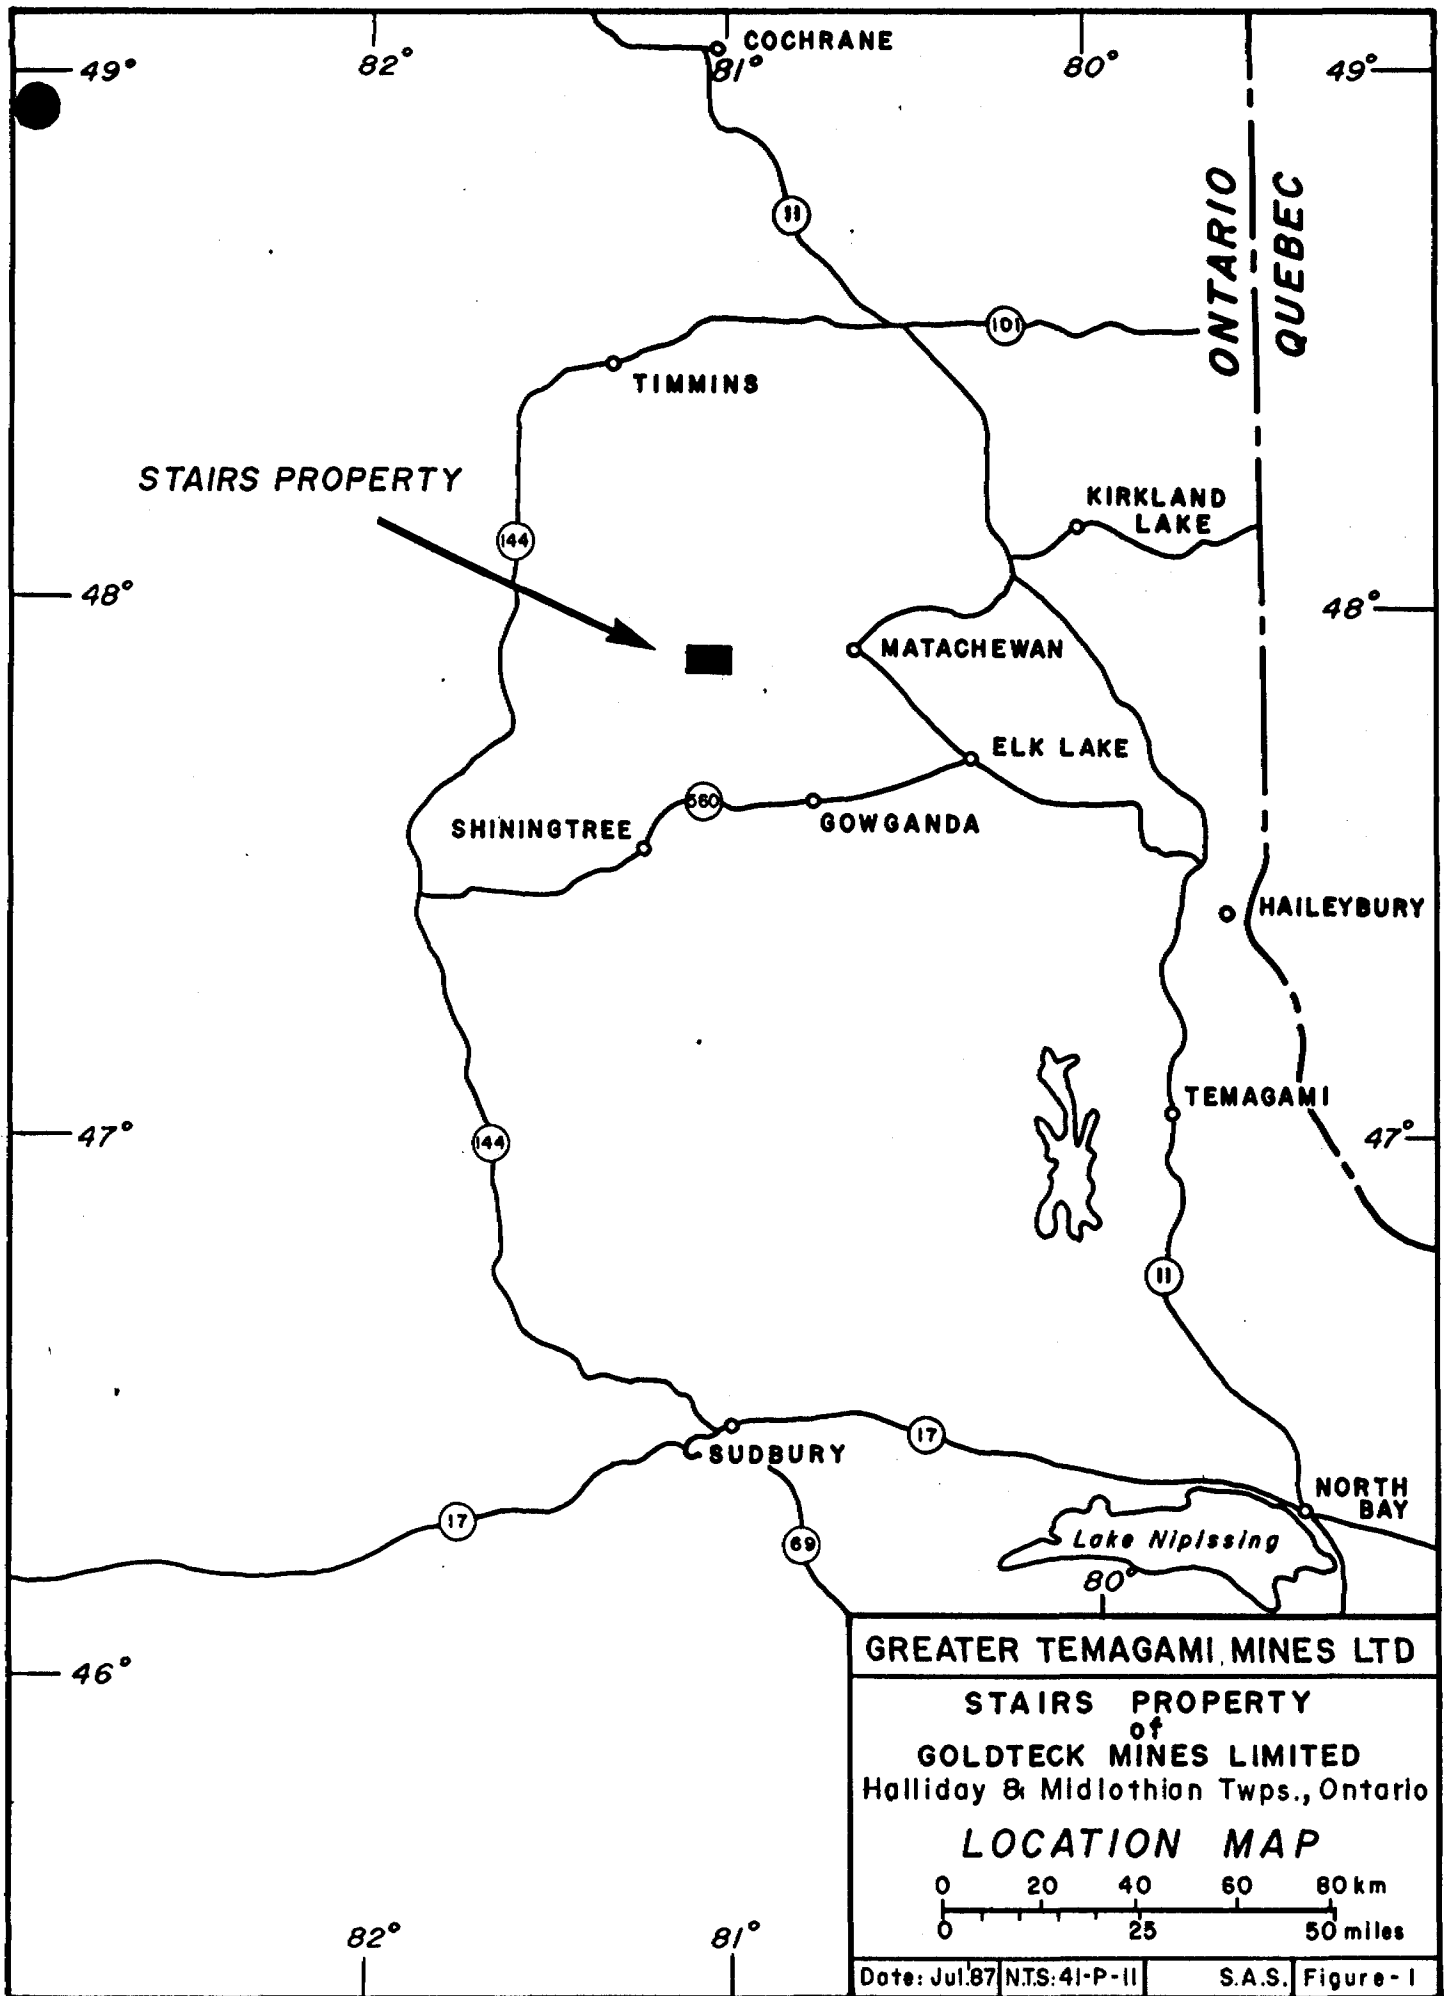 COCHRANE
82°
81°
80°
49°
49°
11
ONTARIO
QUEBEC
101
TIMMINS
STAIRS PROPERTY
KIRKLAND
LAKE
144
48°
48°
MATACHEWAN
ELK LAKE
560
SHININGTREE
GOWGANDA
HAILEYBURY
TEMAGAMI
47°
47°
144
11
17
SUDBURY
NORTH
BAY
17
69
Lake Nipissing
80°
GREATER TEMAGAMI MINES LTD
46°
STAIRS PROPERTY
of
GOLDTECK MINES LIMITED
Halliday & Midlothian Twps., Ontario
LOCATION MAP
0 20 40 60 80 km
0 25 50 miles
82°
81°
Date: Jul.87 N.T.S: 41-P-11 S.A.S. Figure - 1